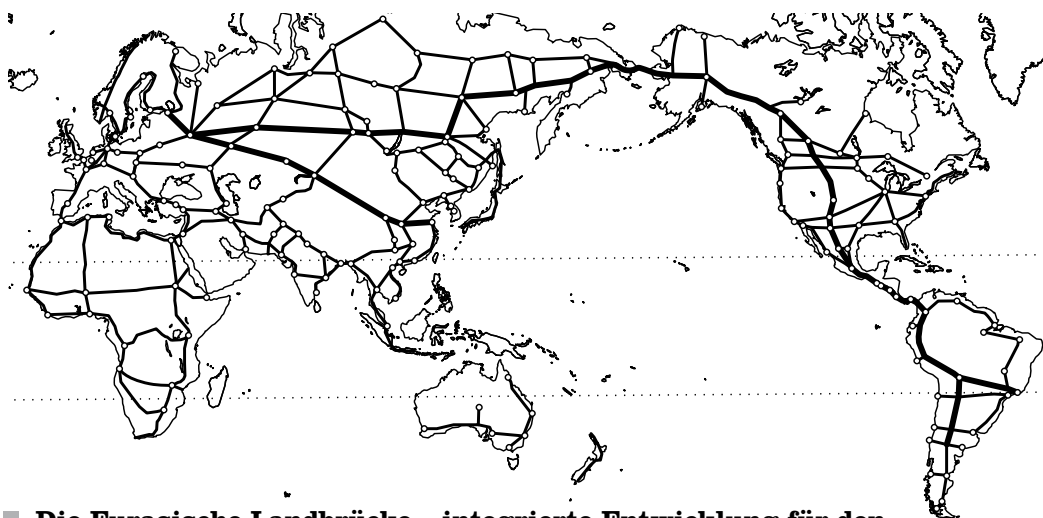 Die Eurasische Landbrücke – integrierte Entwicklung für den